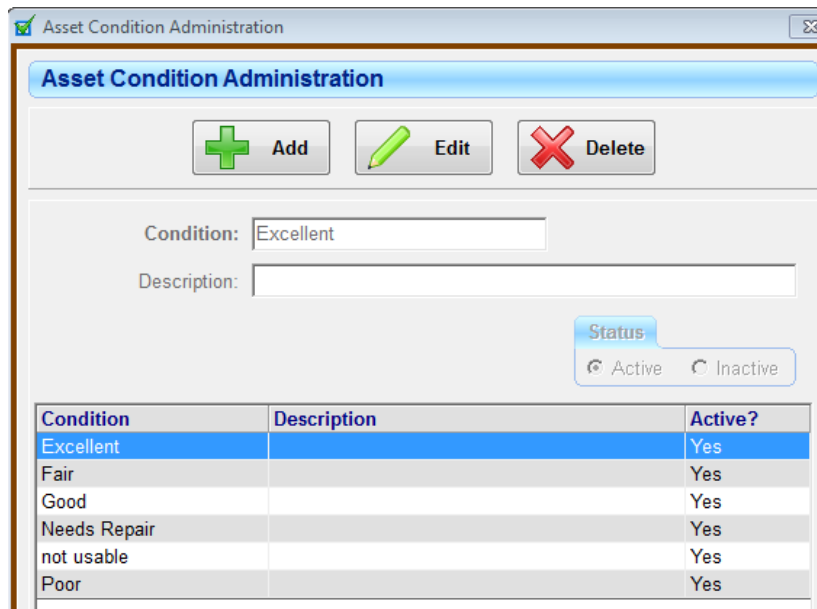 Asset Condition Administration
Asset Condition Administration
Add Edit Delete
Condition: Excellent
Description:
Status
Active Inactive
Condition Description Active?
Excellent Yes
Fair Yes
Good Yes
Needs Repair Yes
not usable Yes
Poor Yes